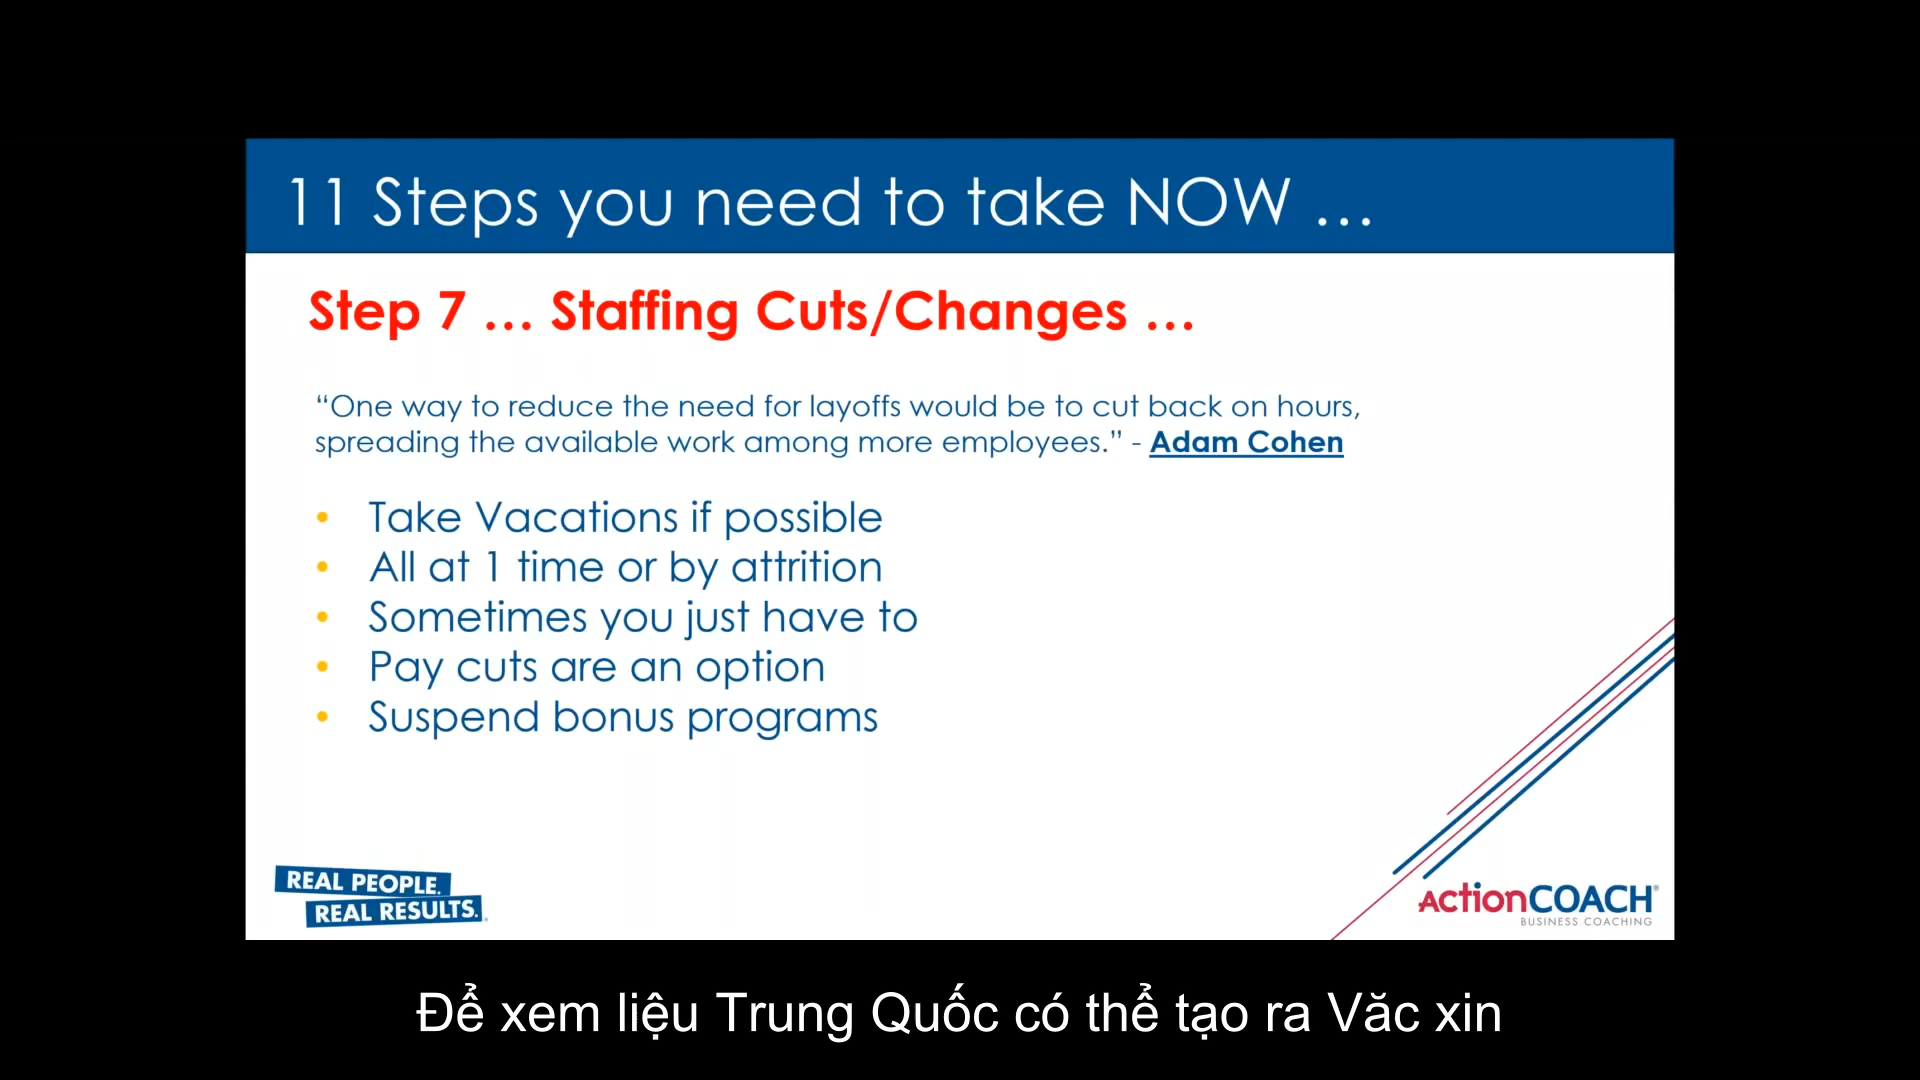 11 Steps you need to take NOW ...
Step 7 ... Staffing Cuts/Changes ...
“One way to reduce the need for layoffs would be to cut back on hours,
spreading the available work among more employees.” - Adam Cohen
• Take Vacations if possible
• All at 1 time or by attrition
• Sometimes you just have to
• Pay cuts are an option
• Suspend bonus programs
REAL PEOPLE.
REAL RESULTS.
ActionCOACH®
BUSINESS COACHING
Để xem liệu Trung Quốc có thể tạo ra Văc xin